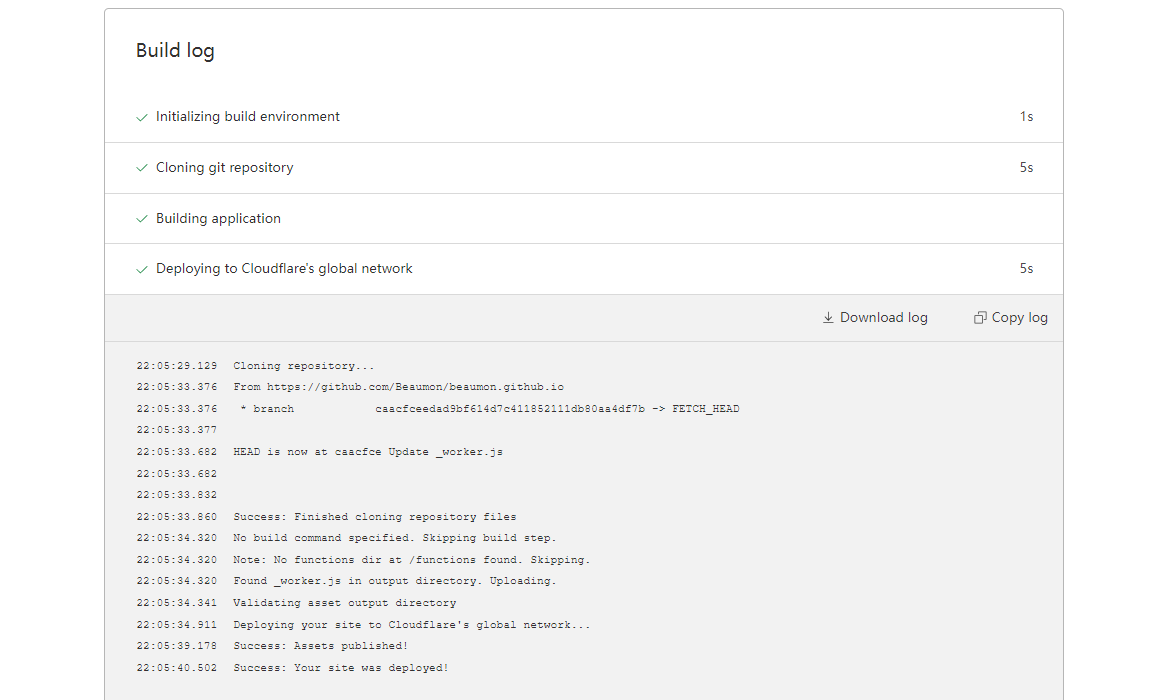 Build log
Initializing build environment 1s
Cloning git repository 5s
Building application
Deploying to Cloudflare's global network 5s
Download log Copy log
22:05:29.129 Cloning repository...
22:05:33.376 From https://github.com/Beaumon/beaumon.github.io
22:05:33.376 * branch caacfceedad9bf614d7c411852111db80aa4df7b -> FETCH_HEAD
22:05:33.377
22:05:33.682 HEAD is now at caacfce Update _worker.js
22:05:33.682
22:05:33.832
22:05:33.860 Success: Finished cloning repository files
22:05:34.320 No build command specified. Skipping build step.
22:05:34.320 Note: No functions dir at /functions found. Skipping.
22:05:34.320 Found _worker.js in output directory. Uploading.
22:05:34.341 Validating asset output directory
22:05:34.911 Deploying your site to Cloudflare's global network...
22:05:39.178 Success: Assets published!
22:05:40.502 Success: Your site was deployed!